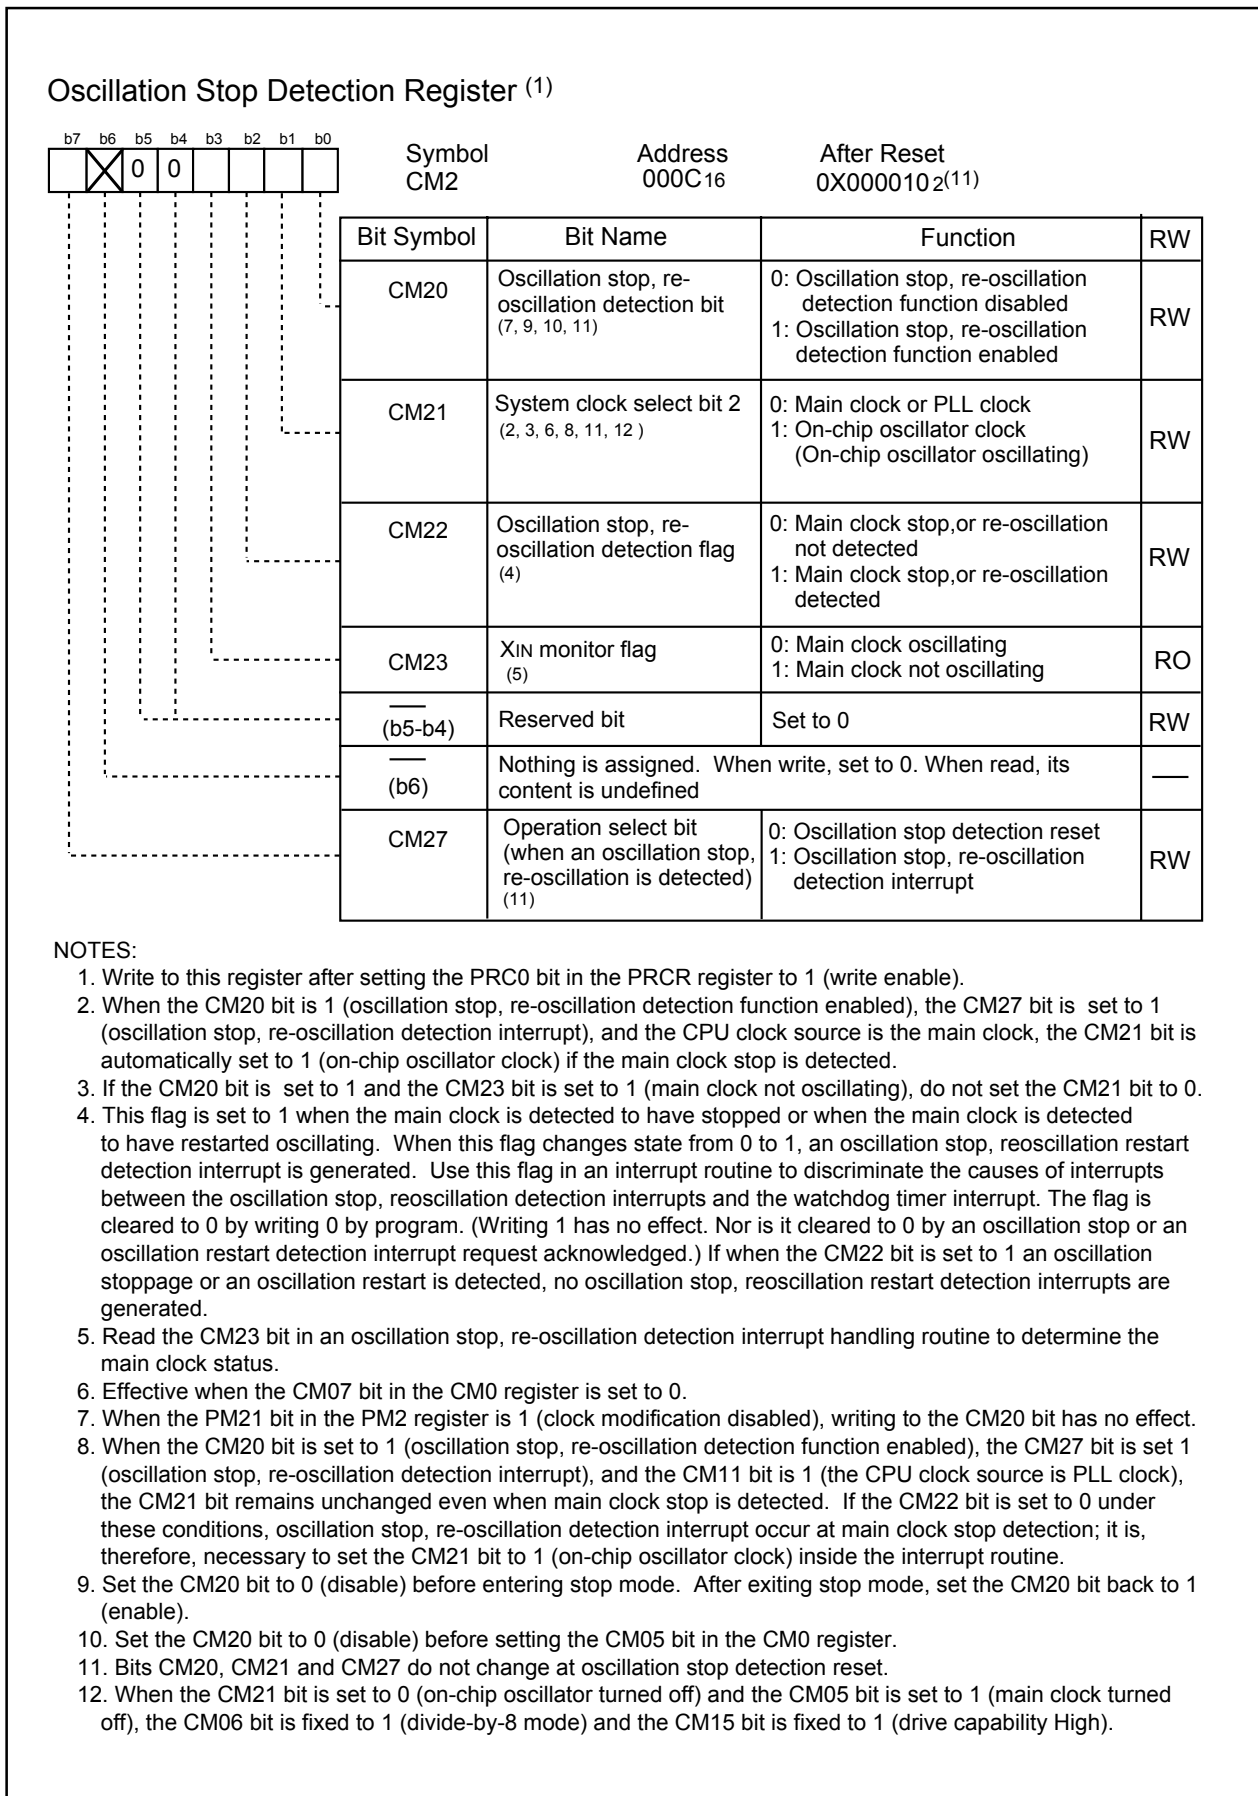 Oscillation Stop Detection Register (1)
b7 b6 b5 b4 b3 b2 b1 b0
0 0
Symbol Address After Reset
CM2 000C16 0X0000102(11)
Bit Symbol Bit Name Function RW
CM20 Oscillation stop, re- 0: Oscillation stop, re-oscillation
oscillation detection bit detection function disabled
(7, 9, 10, 11) 1: Oscillation stop, re-oscillation RW
detection function enabled
CM21 System clock select bit 2 0: Main clock or PLL clock
(2, 3, 6, 8, 11, 12 ) 1: On-chip oscillator clock RW
(On-chip oscillator oscillating)
CM22 Oscillation stop, re- 0: Main clock stop,or re-oscillation
oscillation detection flag not detected
(4) 1: Main clock stop,or re-oscillation RW
detected
CM23 XIN monitor flag 0: Main clock oscillating RO
(5) 1: Main clock not oscillating
(b5-b4) Reserved bit Set to 0 RW
(b6) Nothing is assigned. When write, set to 0. When read, its
content is undefined
CM27 Operation select bit 0: Oscillation stop detection reset
(when an oscillation stop, 1: Oscillation stop, re-oscillation RW
re-oscillation is detected) detection interrupt
(11)
NOTES:
1. Write to this register after setting the PRC0 bit in the PRCR register to 1 (write enable).
2. When the CM20 bit is 1 (oscillation stop, re-oscillation detection function enabled), the CM27 bit is set to 1
(oscillation stop, re-oscillation detection interrupt), and the CPU clock source is the main clock, the CM21 bit is
automatically set to 1 (on-chip oscillator clock) if the main clock stop is detected.
3. If the CM20 bit is set to 1 and the CM23 bit is set to 1 (main clock not oscillating), do not set the CM21 bit to 0.
4. This flag is set to 1 when the main clock is detected to have stopped or when the main clock is detected
to have restarted oscillating. When this flag changes state from 0 to 1, an oscillation stop, reoscillation restart
detection interrupt is generated. Use this flag in an interrupt routine to discriminate the causes of interrupts
between the oscillation stop, reoscillation detection interrupts and the watchdog timer interrupt. The flag is
cleared to 0 by writing 0 by program. (Writing 1 has no effect. Nor is it cleared to 0 by an oscillation stop or an
oscillation restart detection interrupt request acknowledged.) If when the CM22 bit is set to 1 an oscillation
stoppage or an oscillation restart is detected, no oscillation stop, reoscillation restart detection interrupts are
generated.
5. Read the CM23 bit in an oscillation stop, re-oscillation detection interrupt handling routine to determine the
main clock status.
6. Effective when the CM07 bit in the CM0 register is set to 0.
7. When the PM21 bit in the PM2 register is 1 (clock modification disabled), writing to the CM20 bit has no effect.
8. When the CM20 bit is set to 1 (oscillation stop, re-oscillation detection function enabled), the CM27 bit is set 1
(oscillation stop, re-oscillation detection interrupt), and the CM11 bit is 1 (the CPU clock source is PLL clock),
the CM21 bit remains unchanged even when main clock stop is detected. If the CM22 bit is set to 0 under
these conditions, oscillation stop, re-oscillation detection interrupt occur at main clock stop detection; it is,
therefore, necessary to set the CM21 bit to 1 (on-chip oscillator clock) inside the interrupt routine.
9. Set the CM20 bit to 0 (disable) before entering stop mode. After exiting stop mode, set the CM20 bit back to 1
(enable).
10. Set the CM20 bit to 0 (disable) before setting the CM05 bit in the CM0 register.
11. Bits CM20, CM21 and CM27 do not change at oscillation stop detection reset.
12. When the CM21 bit is set to 0 (on-chip oscillator turned off) and the CM05 bit is set to 1 (main clock turned
off), the CM06 bit is fixed to 1 (divide-by-8 mode) and the CM15 bit is fixed to 1 (drive capability High).